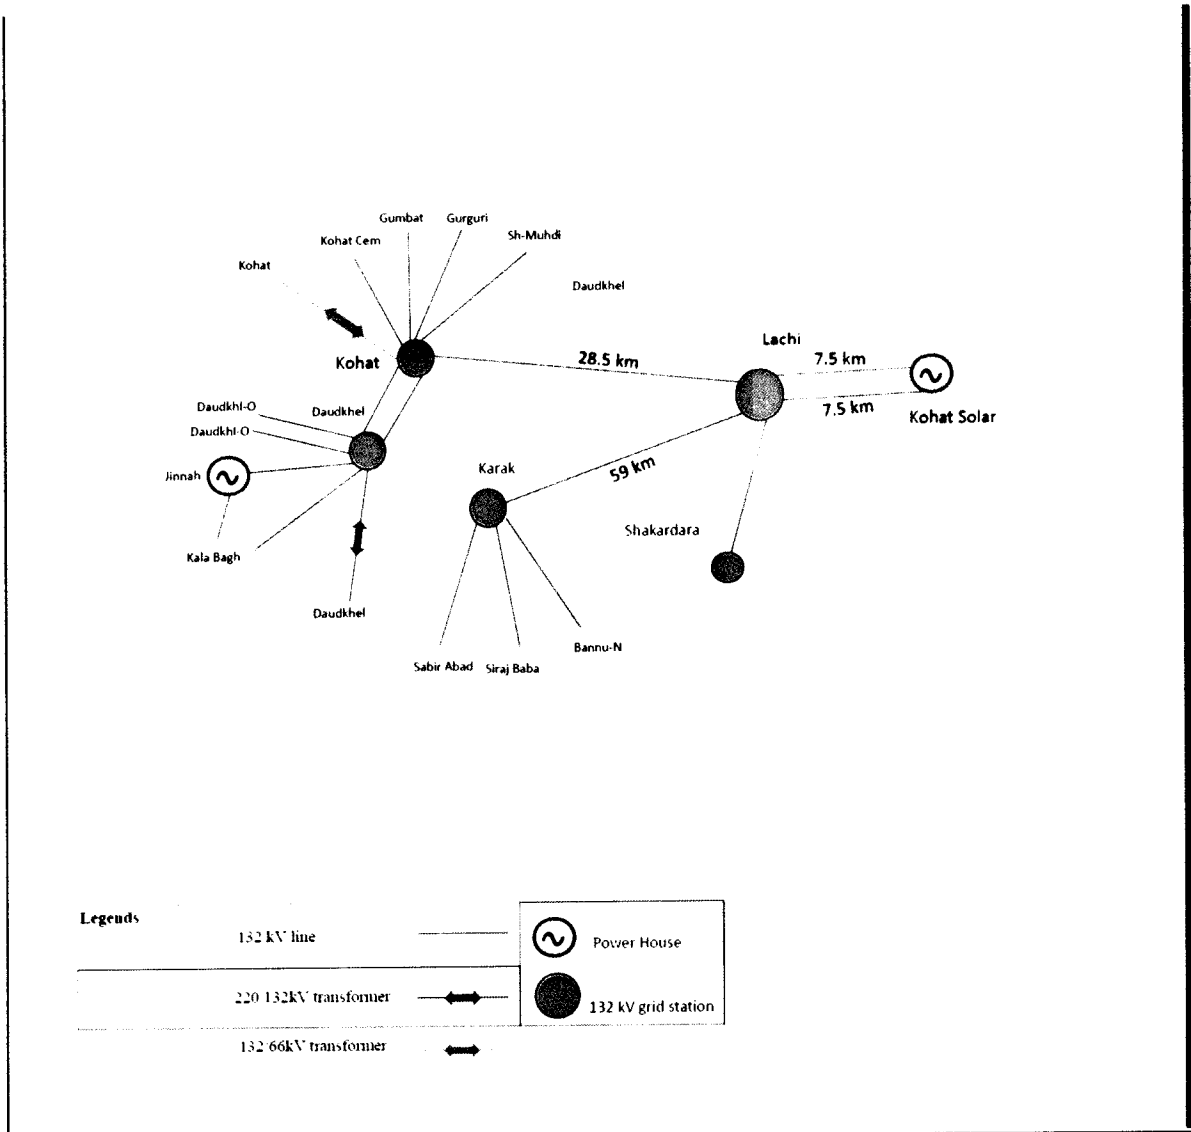 Gumbat
Gurguri
Kohat Cem
Sh-Muhdi
Kohat
Daudkhel
Lachi
Kohat
28.5 km
7.5 km
7.5 km
Kohat Solar
Daudkhl-O
Daudkhel
Daudkhl-O
Jinnah
Karak
59 km
Shakardara
Kala Bagh
Daudkhel
Bannu-N
Sabir Abad
Siraj Baba
Legends
132 kV line
Power House
220 132kV transformer
132 kV grid station
132/66kV transformer